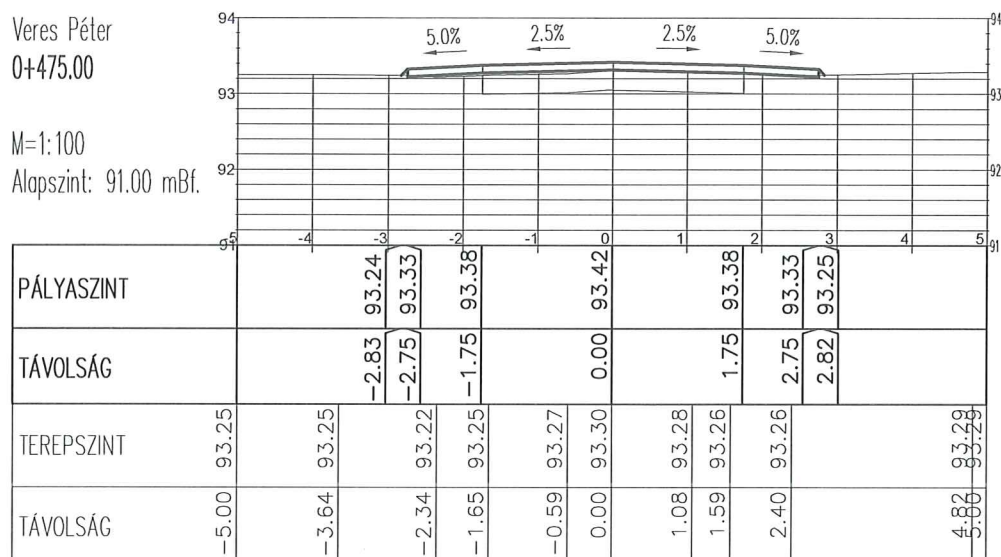 Veres Péter
0+475.00
M=1:100
Alapszint: 91.00 mBf.
94 94
5.0% 2.5% 2.5% 5.0%
93 93
92 92
91 91
-5 -4 -3 -2 -1 0 1 2 3 4 5
PÁLYASZINT 93.24 93.33 93.38 93.42 93.38 93.33 93.25
TÁVOLSÁG -2.83 -2.75 -1.75 0.00 1.75 2.75 2.82
TEREPSZINT 93.25 93.25 93.22 93.25 93.27 93.30 93.28 93.26 93.26 93.29 93.29
TÁVOLSÁG -5.00 -3.64 -2.34 -1.65 -0.59 0.00 1.08 1.59 2.40 4.82 5.00